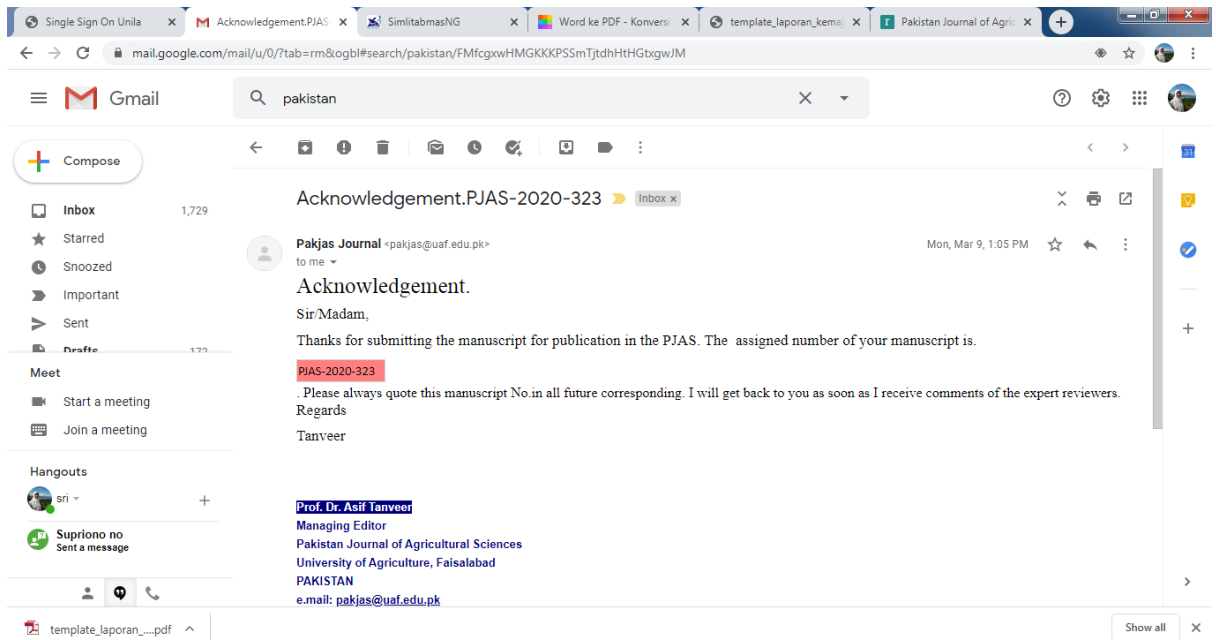 Single Sign On Unila
Acknowledgement.PJAS-
SimlitabmasNG
Word ke PDF - Konversi
template_laporan_kemaj
Pakistan Journal of Agric
mail.google.com/mail/u/0/?tab=rm&ogbl#search/pakistan/FMfcgxwHMGKKKPSSmTjtdhHtHGtxgwJM
Gmail
pakistan
Compose
31
Acknowledgement.PJAS-2020-323
Inbox x
Inbox 1,729
Starred
Snoozed
Important
Sent
Drafts 172
Pakjas Journal <pakjas@uaf.edu.pk>
Mon, Mar 9, 1:05 PM
to me
Acknowledgement.
Sir/Madam,
Thanks for submitting the manuscript for publication in the PJAS. The  assigned number of your manuscript is.
PJAS-2020-323
. Please always quote this manuscript No.in all future corresponding. I will get back to you as soon as I receive comments of the expert reviewers.
Regards
Tanveer
Meet
Start a meeting
Join a meeting
Hangouts
sri
Supriono no
Sent a message
Prof. Dr. Asif Tanveer
Managing Editor
Pakistan Journal of Agricultural Sciences
University of Agriculture, Faisalabad
PAKISTAN
e.mail: pakjas@uaf.edu.pk
template_laporan_....pdf
Show all